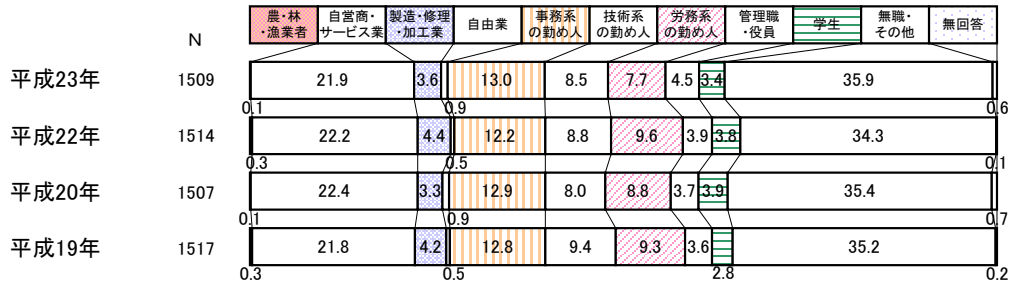 農・林
・漁業者
自営商・
サービス業
製造・修理
・加工業
自由業
事務系
の勤め人
技術系
の勤め人
労務系
の勤め人
管理職
・役員
学生
無職・
その他
無回答
N
平成23年 1509 21.9 3.6 13.0 8.5 7.7 4.5 3.4 35.9
0.1 0.9 0.6
平成22年 1514 22.2 4.4 12.2 8.8 9.6 3.9 3.8 34.3
0.3 0.5 0.1
平成20年 1507 22.4 3.3 12.9 8.0 8.8 3.7 3.9 35.4
0.1 0.9 0.7
平成19年 1517 21.8 4.2 12.8 9.4 9.3 3.6 35.2
0.3 0.5 2.8 0.2